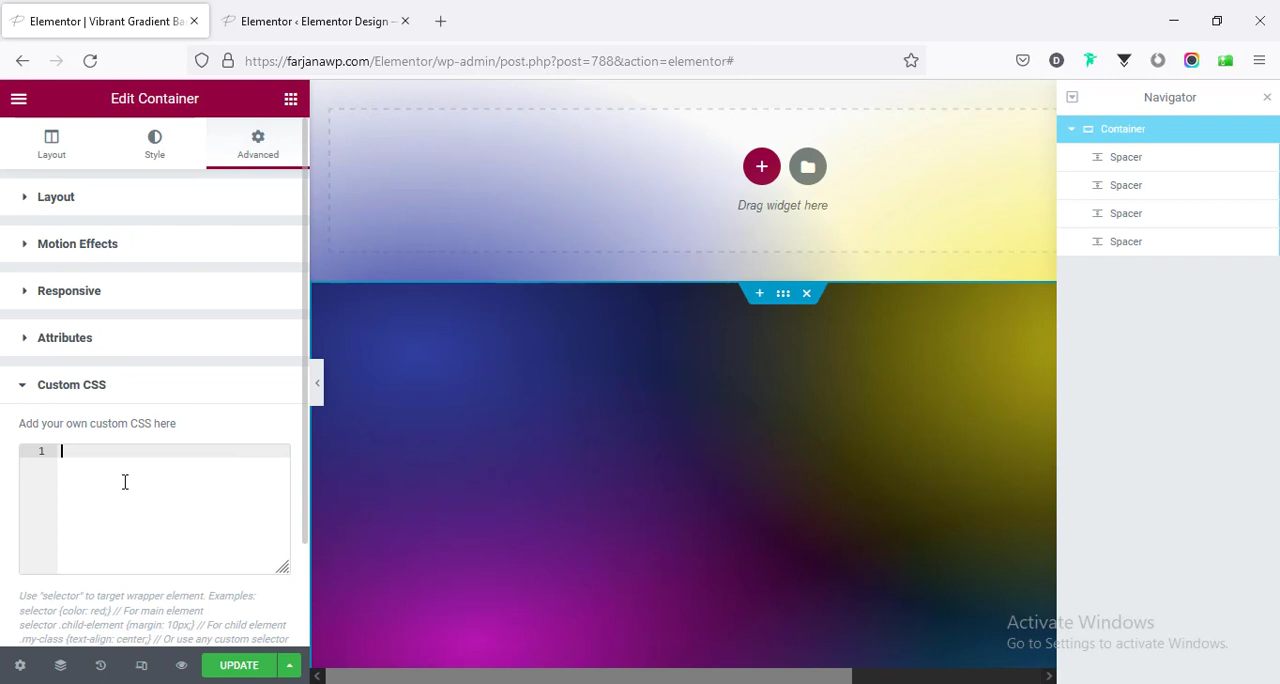 Elementor | Vibrant Gradient Ba
Elementor ‹ Elementor Design –
https://farjanawp.com/Elementor/wp-admin/post.php?post=788&action=elementor#
Edit Container
Layout
Style
Advanced
Layout
Motion Effects
Responsive
Attributes
Custom CSS
Add your own custom CSS here
1
Use "selector" to target wrapper element. Examples:
selector {color: red;} // For main element
selector .child-element {margin: 10px;} // For child element
.my-class {text-align: center;} // Or use any custom selector
UPDATE
Drag widget here
Navigator
Container
Spacer
Spacer
Spacer
Spacer
Activate Windows
Go to Settings to activate Windows.